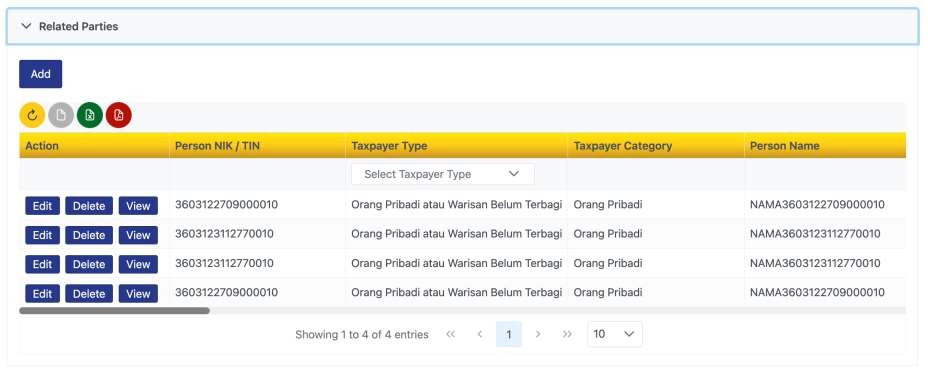 Related Parties
Add
Action Person NIK / TIN Taxpayer Type Taxpayer Category Person Name
Select Taxpayer Type
Edit Delete View 3603122709000010 Orang Pribadi atau Warisan Belum Terbagi Orang Pribadi NAMA3603122709000010
Edit Delete View 3603123112770010 Orang Pribadi atau Warisan Belum Terbagi Orang Pribadi NAMA3603123112770010
Edit Delete View 3603123112770010 Orang Pribadi atau Warisan Belum Terbagi Orang Pribadi NAMA3603123112770010
Edit Delete View 3603122709000010 Orang Pribadi atau Warisan Belum Terbagi Orang Pribadi NAMA3603122709000010
Showing 1 to 4 of 4 entries 1 10